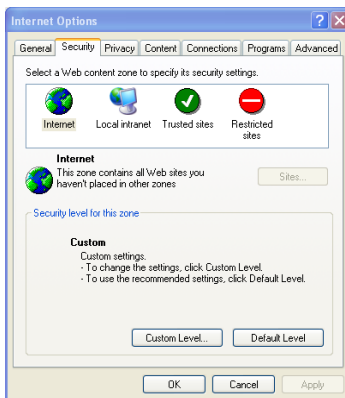 Internet Options
General Security Privacy Content Connections Programs Advanced
Select a Web content zone to specify its security settings.
Internet Local intranet Trusted sites Restricted
sites
Internet
This zone contains all Web sites you
haven't placed in other zones
Sites...
Security level for this zone
Custom
Custom settings.
- To change the settings, click Custom Level.
- To use the recommended settings, click Default Level.
Custom Level... Default Level
OK Cancel Apply